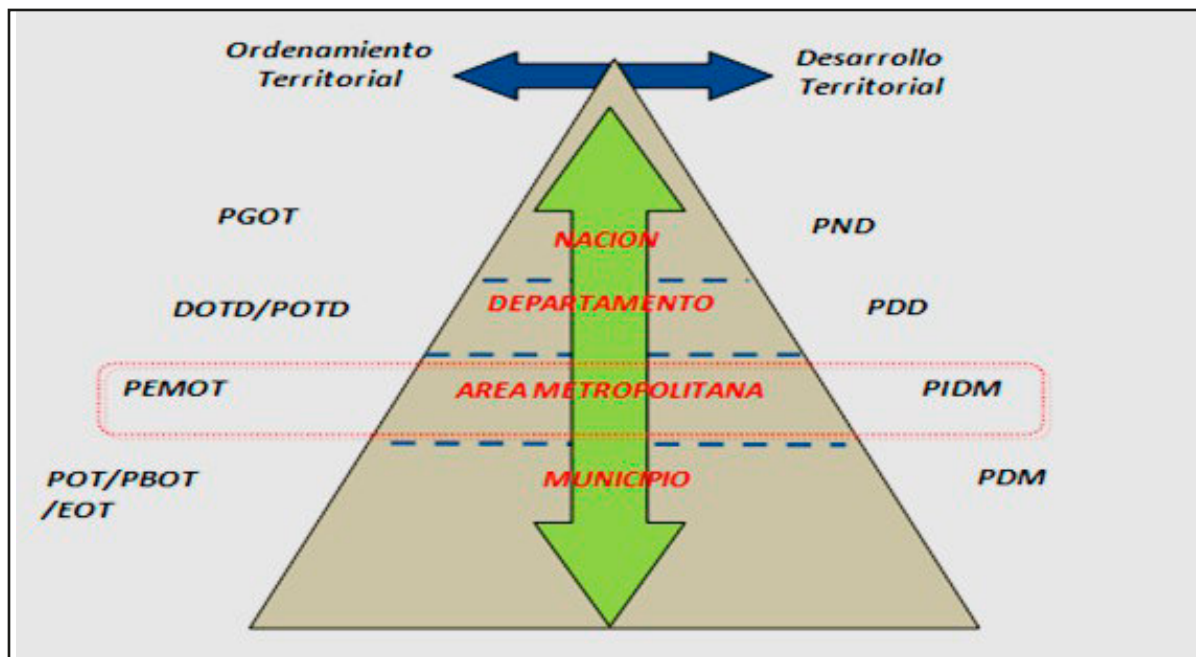 Ordenamiento
Territorial
Desarrollo
Territorial
PGOT
NACION
PND
DOTD/POTD
DEPARTAMENTO
PDD
PEMOT
AREA METROPOLITANA
PIDM
POT/PBOT
/EOT
MUNICIPIO
PDM